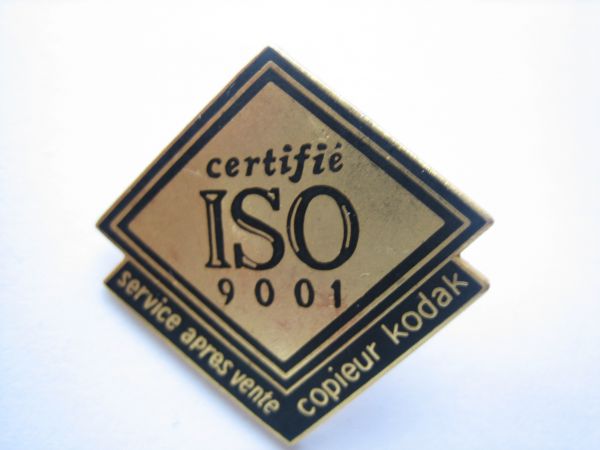 certifié
ISO
9001
service apres vente
copieur kodak